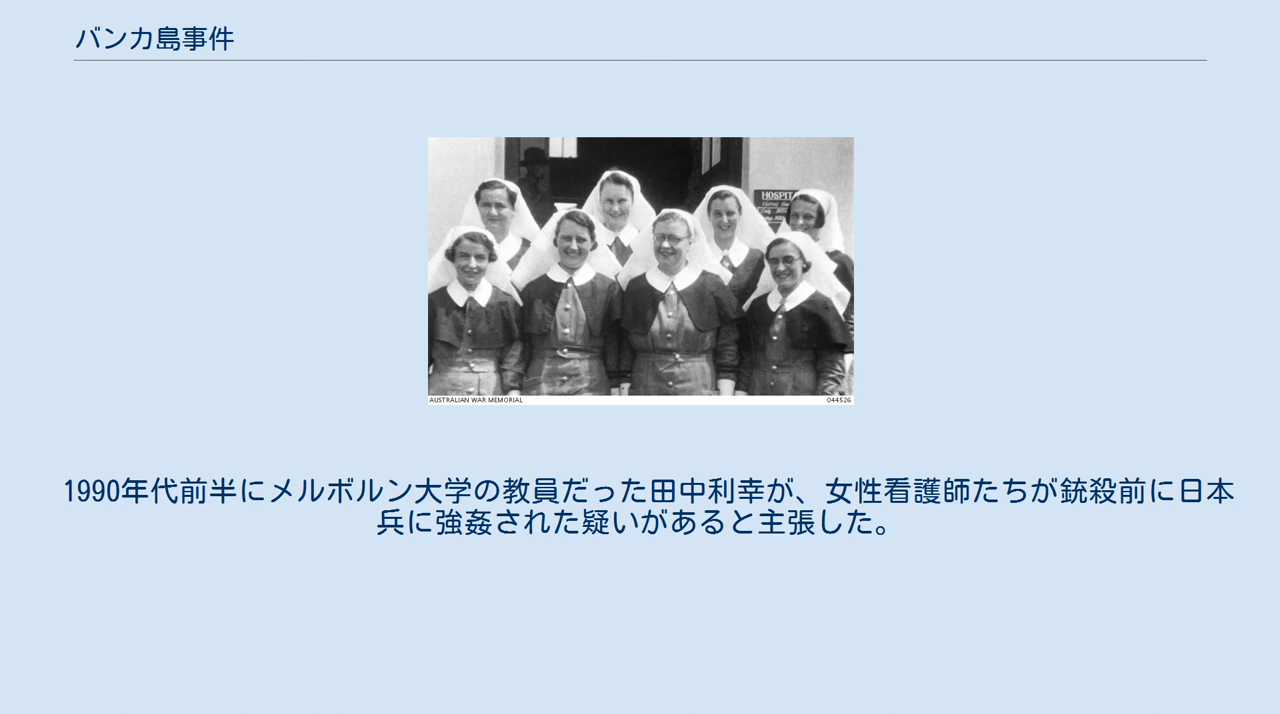 バンカ島事件
HOSPIT
AUSTRALIAN WAR MEMORIAL
044526
1990年代前半にメルボルン大学の教員だった田中利幸が、女性看護師たちが銃殺前に日本
兵に強姦された疑いがあると主張した。